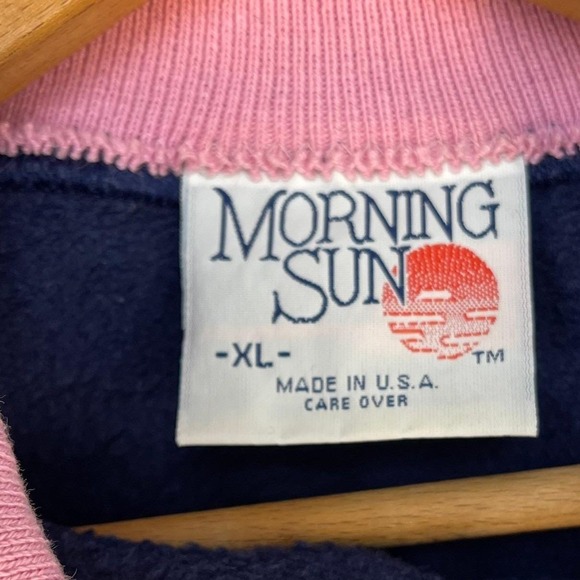 MORNING
SUN
-XL-
TM
MADE IN U.S.A.
CARE OVER